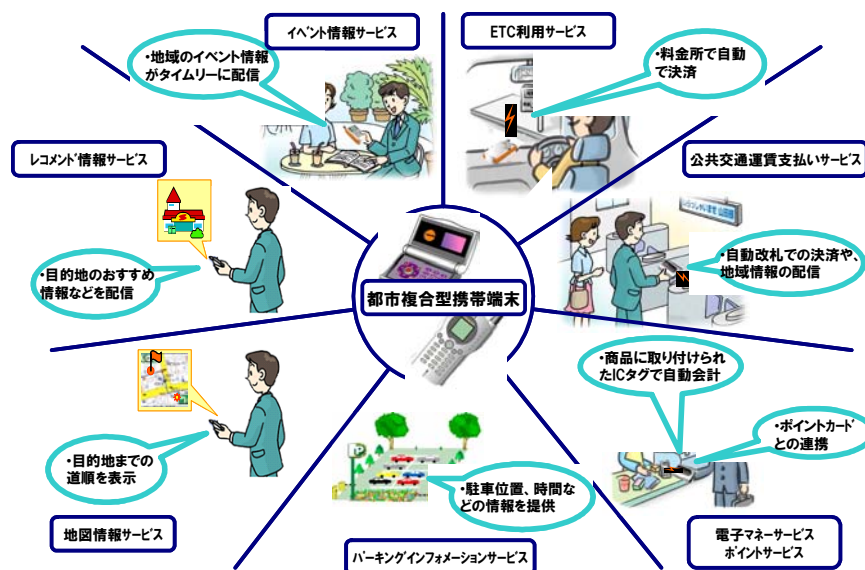 イベント情報サービス
・地域のイベント情報
がタイムリーに配信
ETC利用サービス
・料金所で自動
で決済
レコメンド情報サービス
・目的地のおすすめ
情報などを配信
公共交通運賃支払いサービス
・自動改札での決済や、
地域情報の配信
都市複合型携帯端末
・目的地までの
道順を表示
地図情報サービス
P
・駐車位置、時間な
どの情報を提供
パーキングインフォメーションサービス
・商品に取り付けられ
たICタグで自動会計
・ポイントカード
との連携
電子マネーサービス
ポイントサービス